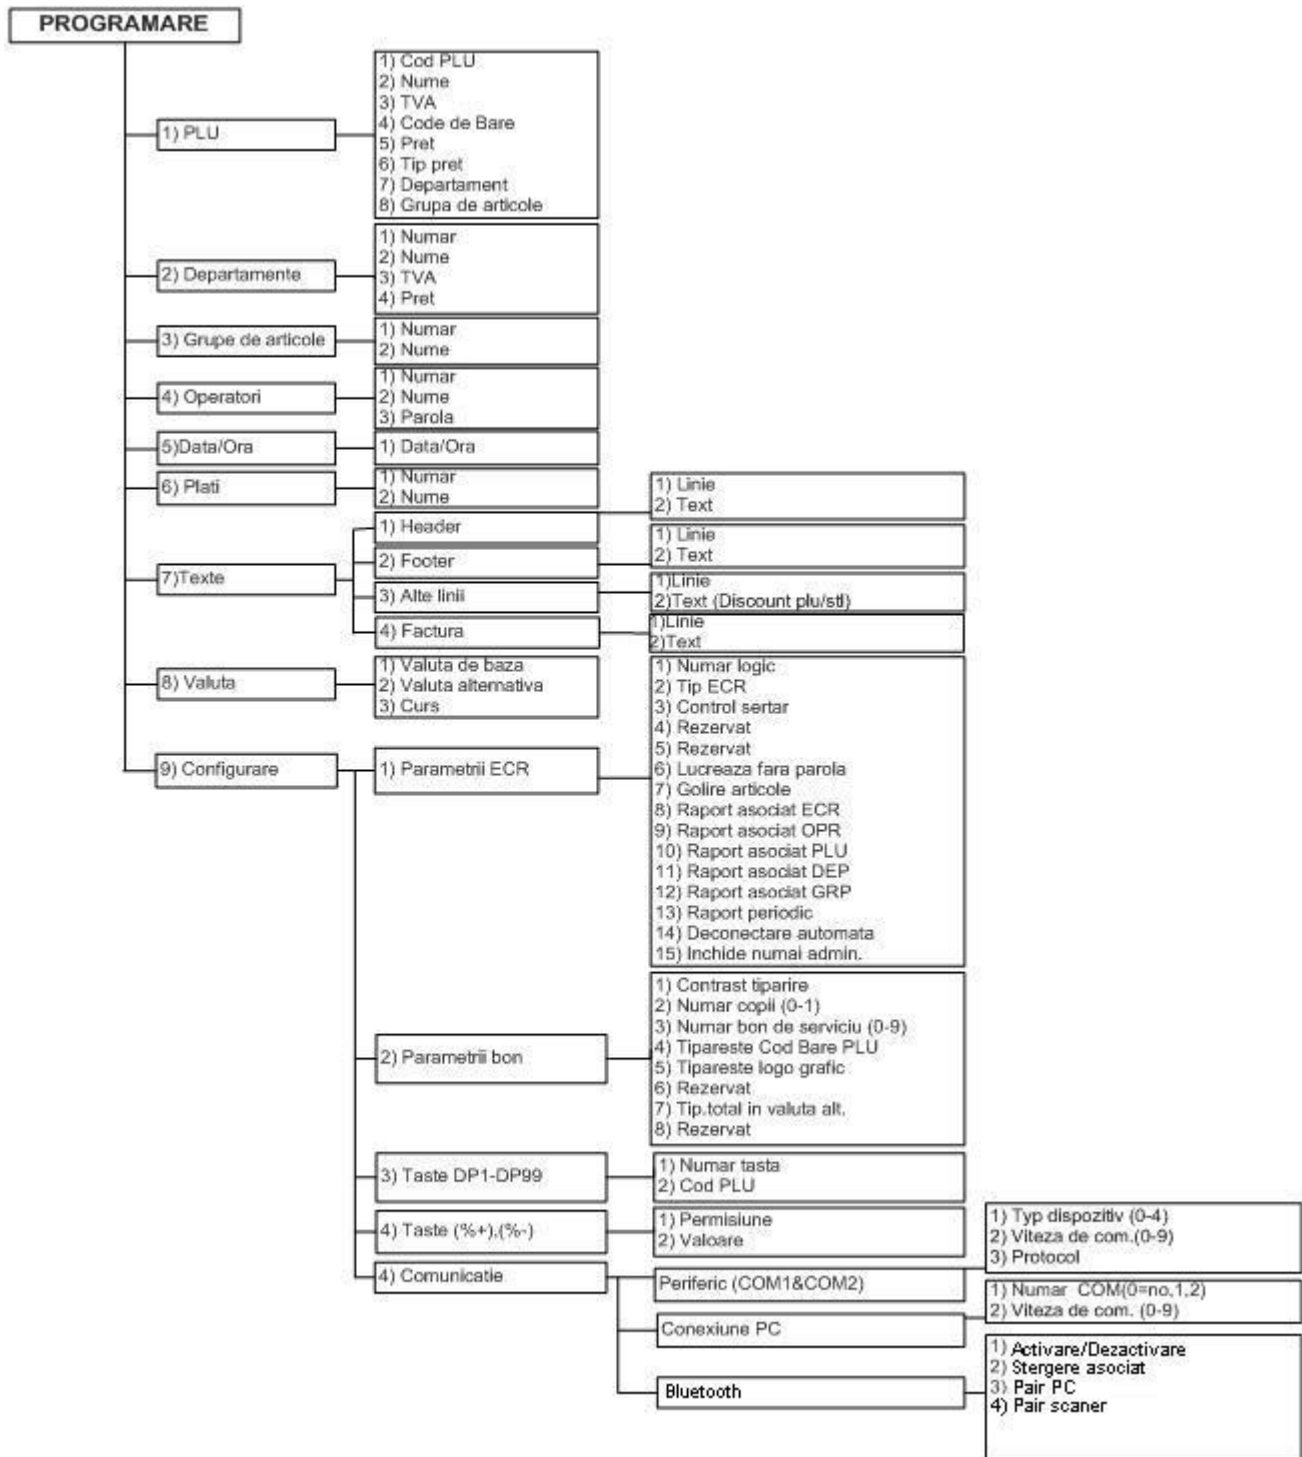 PROGRAMARE
1) PLU
1) Cod PLU
2) Nume
3) TVA
4) Code de Bare
5) Pret
6) Tip pret
7) Departament
8) Grupa de articole
2) Departamente
1) Numar
2) Nume
3) TVA
4) Pret
3) Grupe de articole
1) Numar
2) Nume
4) Operatori
1) Numar
2) Nume
3) Parola
5)Data/Ora
1) Data/Ora
6) Plati
1) Numar
2) Nume
7)Texte
1) Header
1) Linie
2) Text
2) Footer
1) Linie
2) Text
3) Alte linii
1)Linie
2)Text (Discount plu/stl)
4) Factura
1)Linie
2)Text
8) Valuta
1) Valuta de baza
2) Valuta alternativa
3) Curs
9) Configurare
1) Parametrii ECR
1) Numar logic
2) Tip ECR
3) Control sertar
4) Rezervat
5) Rezervat
6) Lucreaza fara parola
7) Golire articole
8) Raport asociat ECR
9) Raport asociat OPR
10) Raport asociat PLU
11) Raport asociat DEP
12) Raport asociat GRP
13) Raport periodic
14) Deconectare automata
15) Inchide numai admin.
2) Parametrii bon
1) Contrast tiparire
2) Numar copii (0-1)
3) Numar bon de serviciu (0-9)
4) Tipareste Cod Bare PLU
5) Tipareste logo grafic
6) Rezervat
7) Tip.total in valuta alt.
8) Rezervat
3) Taste DP1-DP99
1) Numar tasta
2) Cod PLU
4) Taste (%+),(%-)
1) Permisiune
2) Valoare
4) Comunicatie
Periferic (COM1&COM2)
1) Typ dispozitiv (0-4)
2) Viteza de com.(0-9)
3) Protocol
Conexiune PC
1) Numar COM(0=no,1,2)
2) Viteza de com. (0-9)
Bluetooth
1) Activare/Dezactivare
2) Stergere asociat
3) Pair PC
4) Pair scaner